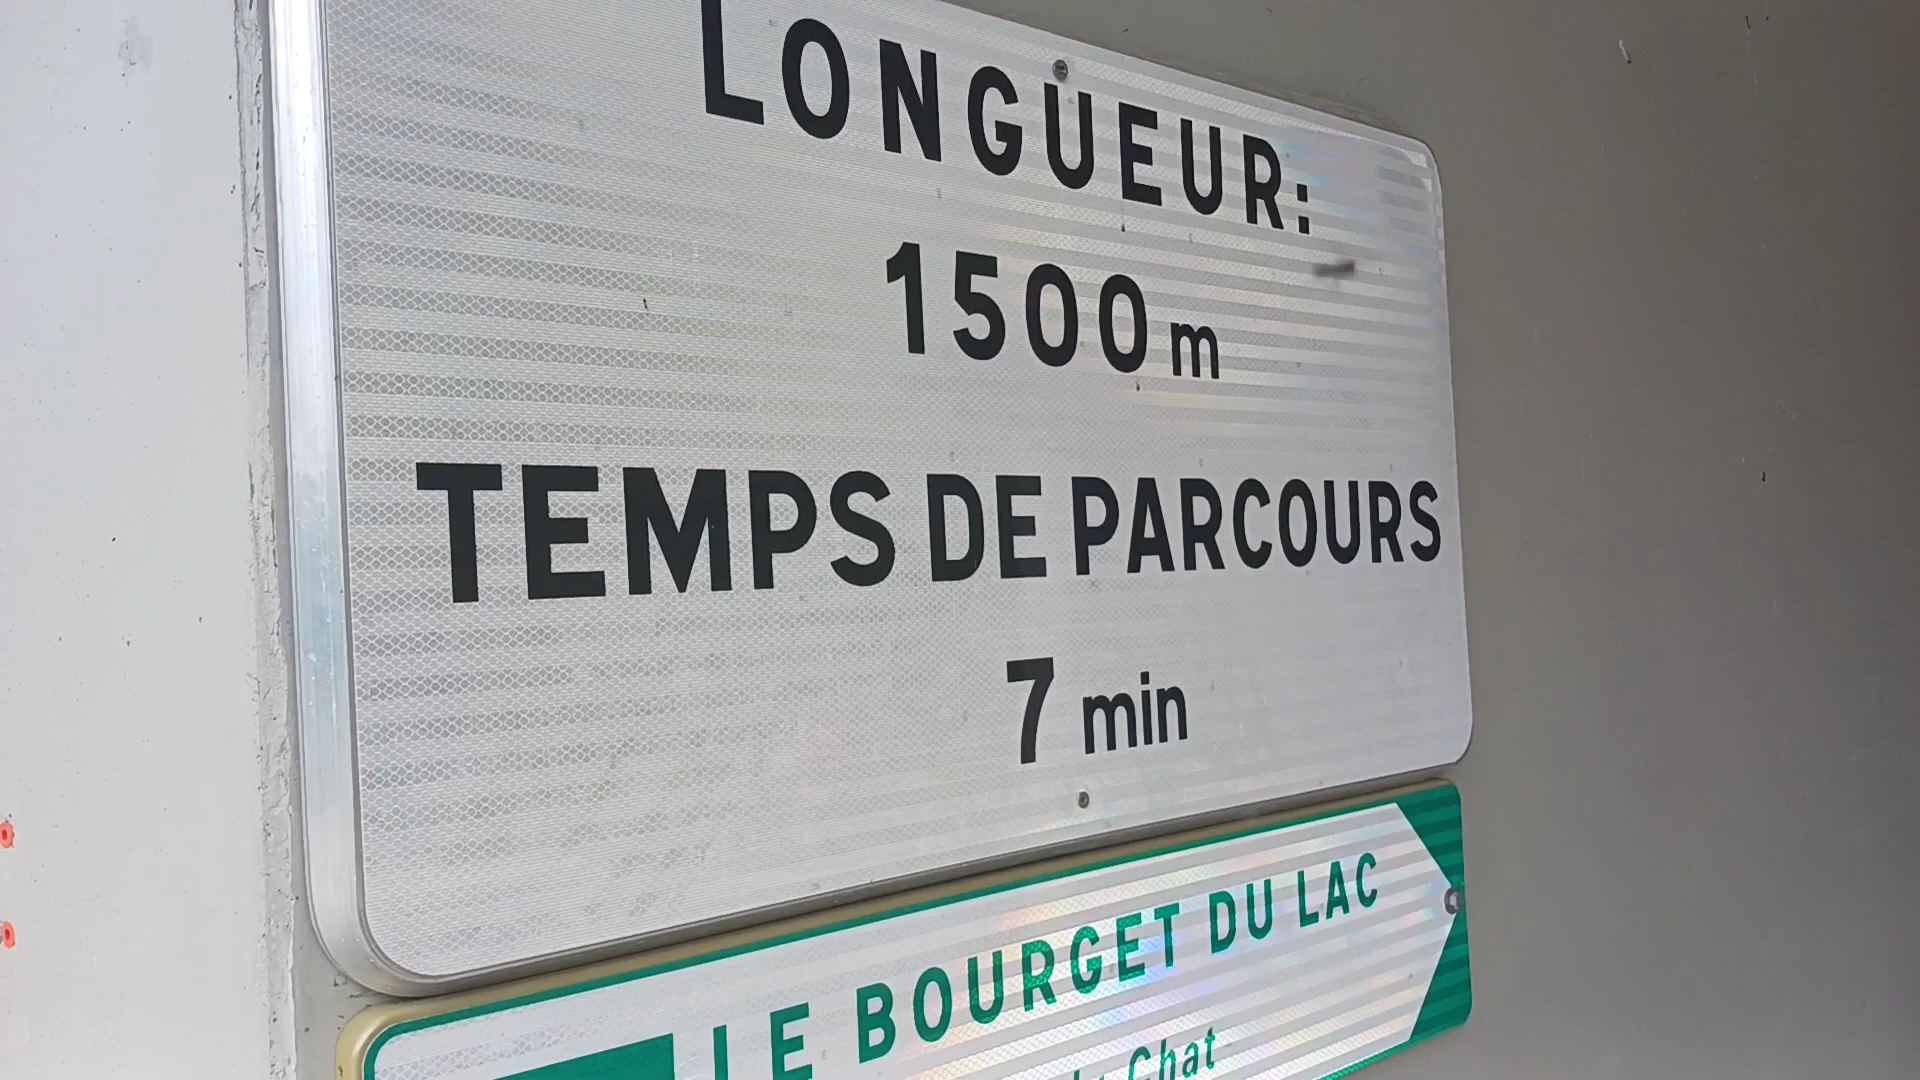 LONGUEUR:
1500 m
TEMPS DE PARCOURS
7 min
LE BOURGET DU LAC
Chat